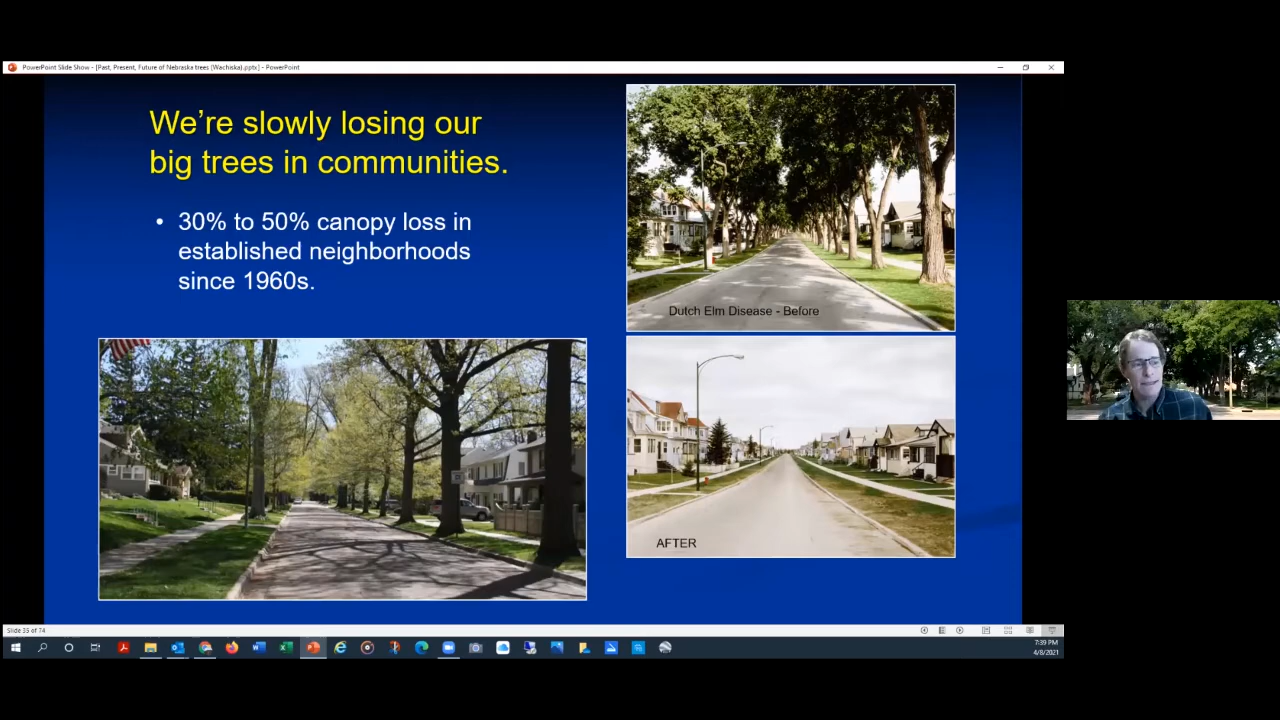 PowerPoint Slide Show - [Past, Present, Future of Nebraska trees (Wachiska).pptx] - PowerPoint
We're slowly losing our
big trees in communities.
• 30% to 50% canopy loss in
established neighborhoods
since 1960s.
Dutch Elm Disease - Before
AFTER
Slide 35 of 74
7:39 PM
4/8/2021